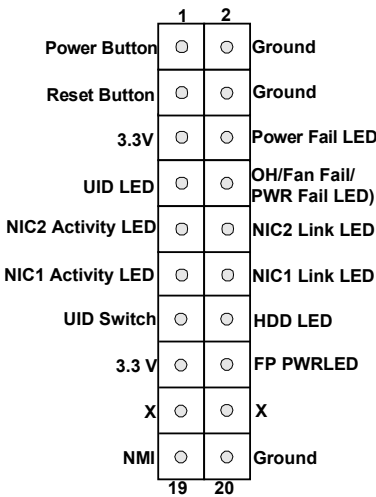 1 2
Power Button Ground
Reset Button Ground
3.3V Power Fail LED
UID LED OH/Fan Fail/
PWR Fail LED)
NIC2 Activity LED NIC2 Link LED
NIC1 Activity LED NIC1 Link LED
UID Switch HDD LED
3.3 V FP PWRLED
X X
NMI Ground
19 20